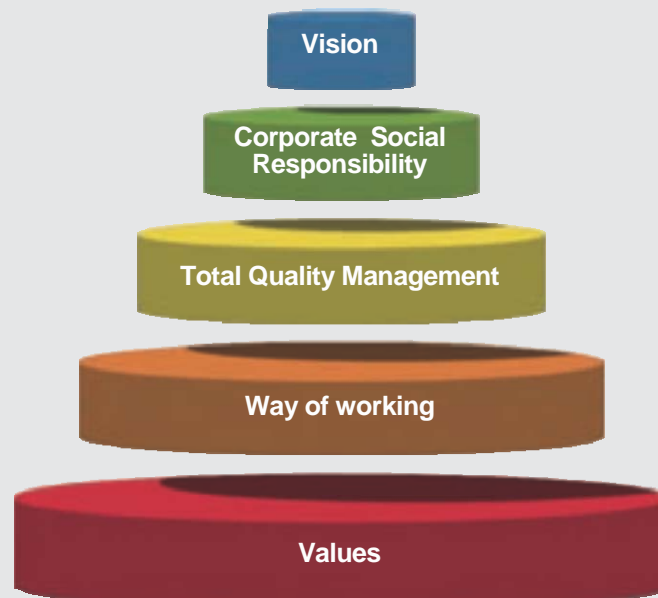 Vision
Corporate Social
Responsibility
Total Quality Management
Way of working
Values